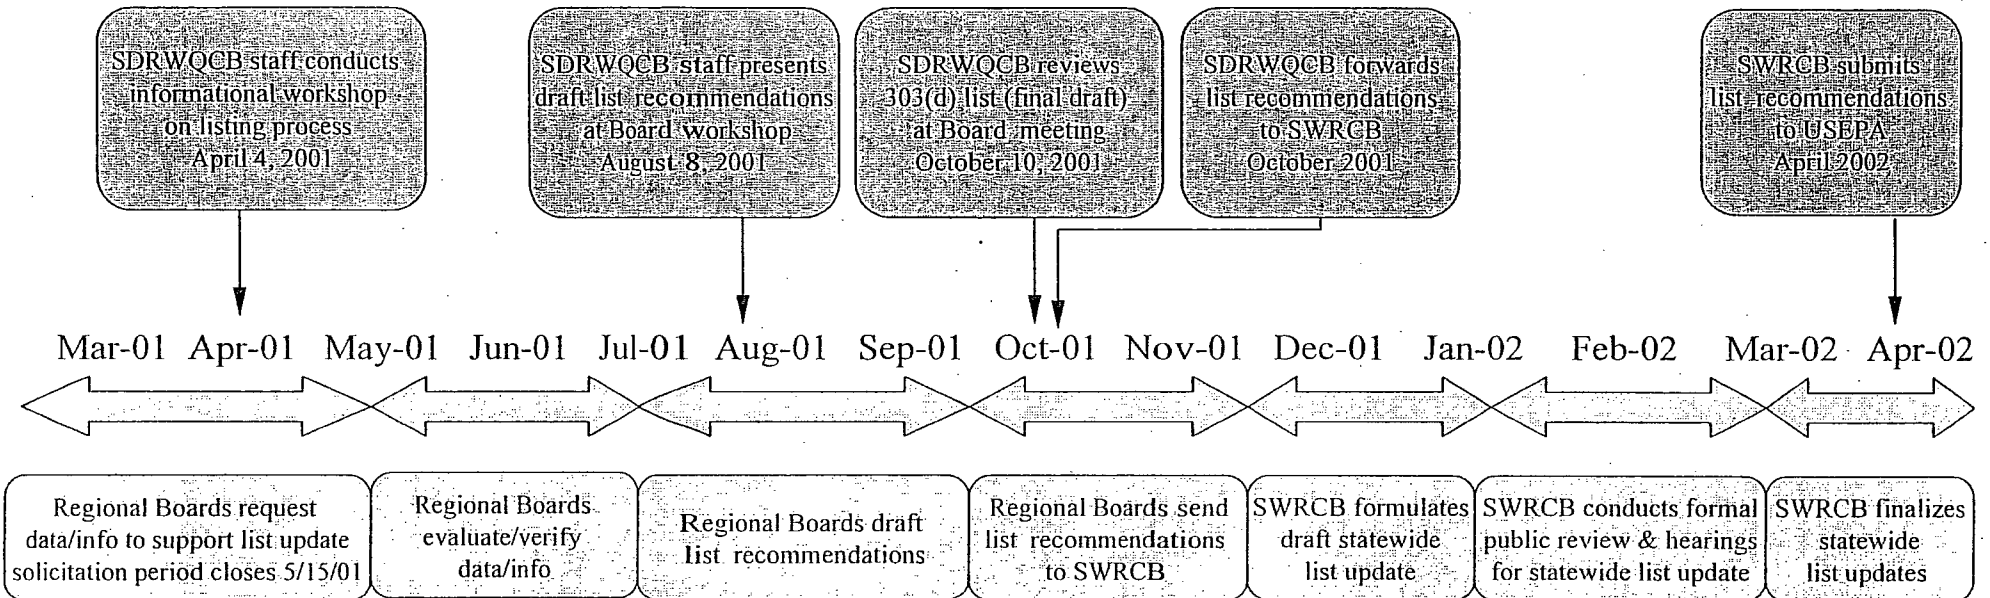 SDRWQCB staff conducts
informational workshop
on listing process
April 4, 2001
SDRWQCB staff presents
draft list recommendations
at Board workshop
August 8, 2001
SDRWQCB reviews
303(d) list (final draft)
at Board meeting
October 10, 2001
SDRWQCB forwards
list recommendations
to SWRCB
October 2001
SWRCB submits
list recommendations
to USEPA
April 2002
Mar-01 Apr-01 May-01 Jun-01 Jul-01 Aug-01 Sep-01 Oct-01 Nov-01 Dec-01 Jan-02 Feb-02 Mar-02 Apr-02
Regional Boards request
data/info to support list update
solicitation period closes 5/15/01
Regional Boards
evaluate/verify
data/info
Regional Boards draft
list recommendations
Regional Boards send
list recommendations
to SWRCB
SWRCB formulates
draft statewide
list update
SWRCB conducts formal
public review & hearings
for statewide list update
SWRCB finalizes
statewide
list updates